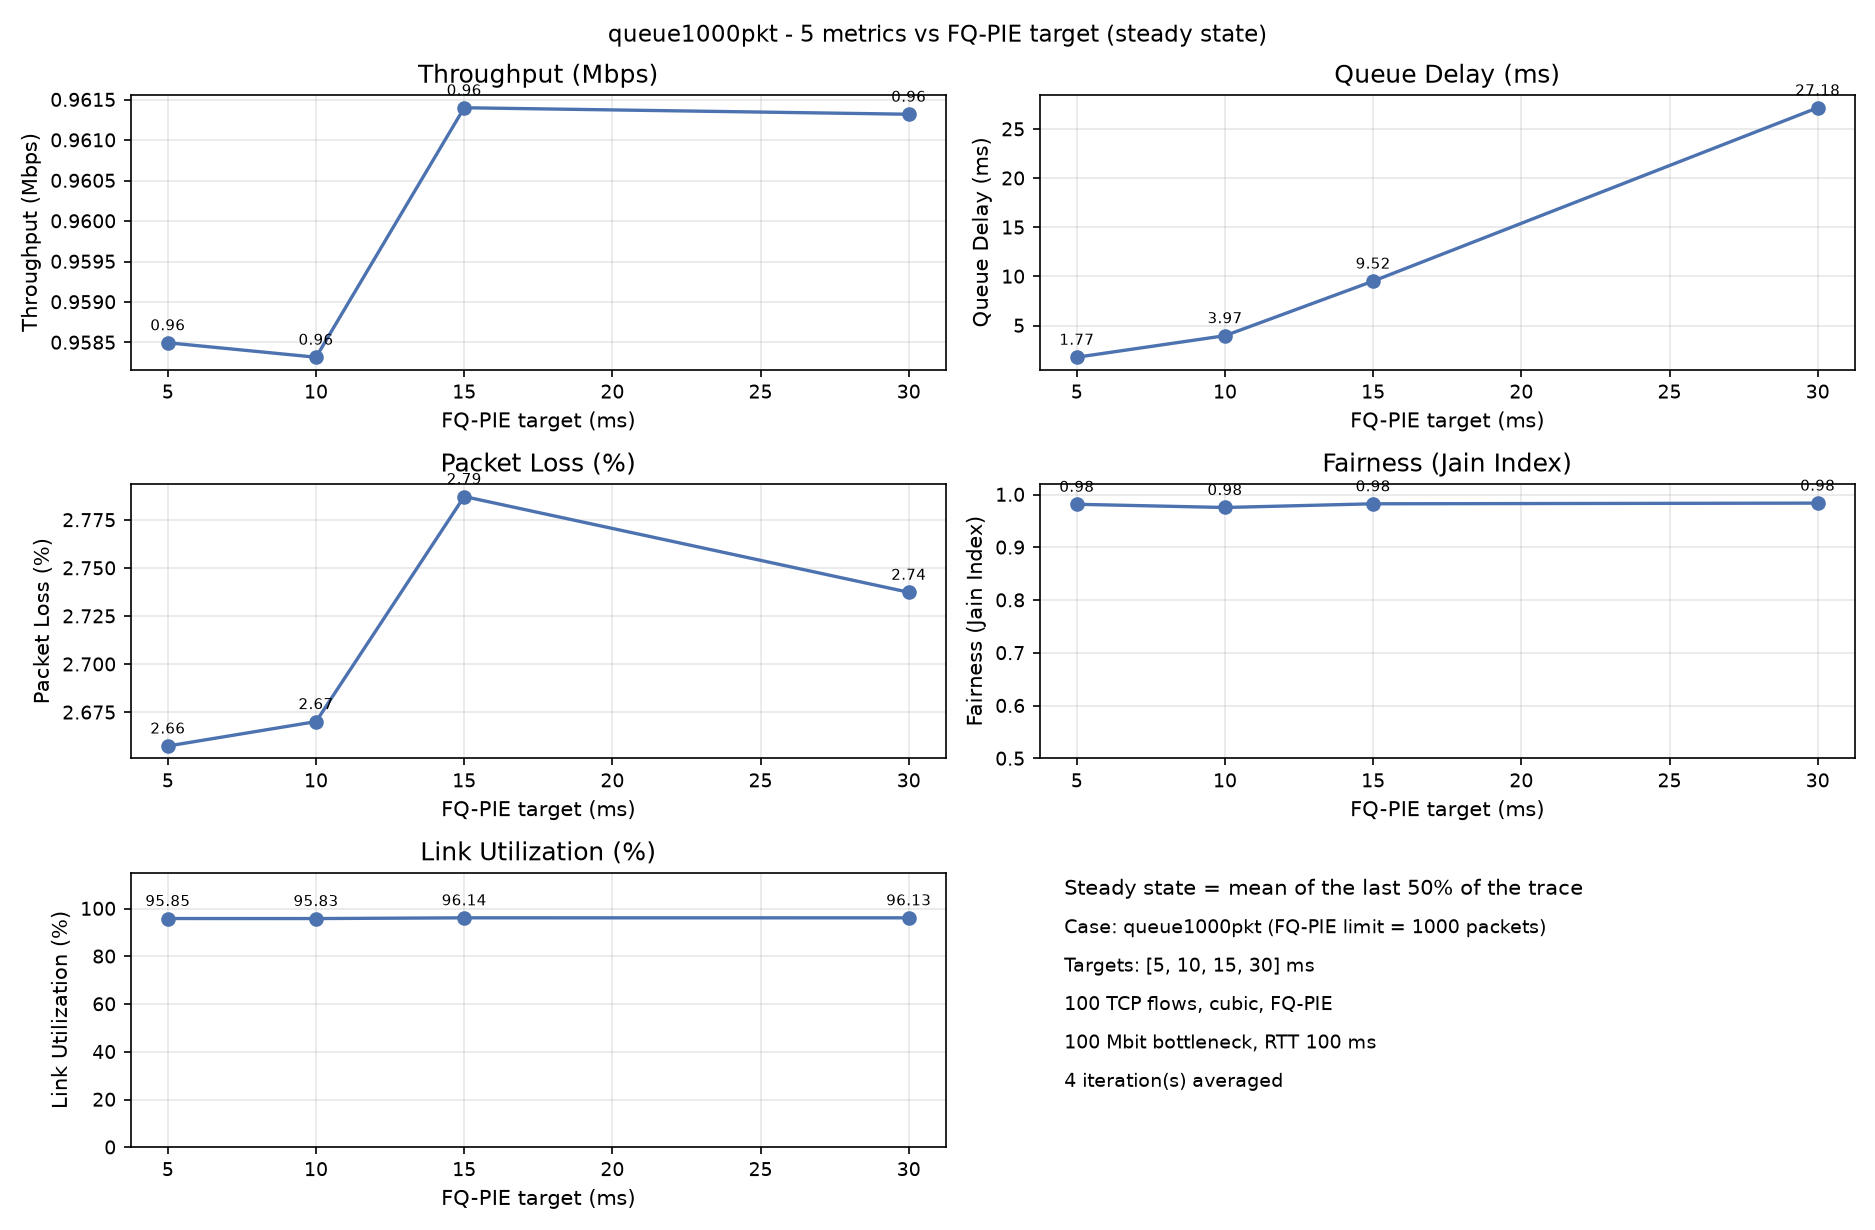 queue1000pkt - 5 metrics vs FQ-PIE target (steady state)
Throughput (Mbps)
Throughput (Mbps)
0.9615
0.9610
0.9605
0.9600
0.9595
0.9590
0.9585
0.96
0.96
0.96
0.96
5 10 15 20 25 30
FQ-PIE target (ms)
Queue Delay (ms)
Queue Delay (ms)
25
20
15
10
5
1.77
3.97
9.52
27.18
5 10 15 20 25 30
FQ-PIE target (ms)
Packet Loss (%)
Packet Loss (%)
2.775
2.750
2.725
2.700
2.675
2.66
2.67
2.79
2.74
5 10 15 20 25 30
FQ-PIE target (ms)
Fairness (Jain Index)
Fairness (Jain Index)
1.0
0.9
0.8
0.7
0.6
0.5
0.98
0.98
0.98
0.98
5 10 15 20 25 30
FQ-PIE target (ms)
Link Utilization (%)
Link Utilization (%)
100
80
60
40
20
0
95.85
95.83
96.14
96.13
5 10 15 20 25 30
FQ-PIE target (ms)
Steady state = mean of the last 50% of the trace
Case: queue1000pkt (FQ-PIE limit = 1000 packets)
Targets: [5, 10, 15, 30] ms
100 TCP flows, cubic, FQ-PIE
100 Mbit bottleneck, RTT 100 ms
4 iteration(s) averaged